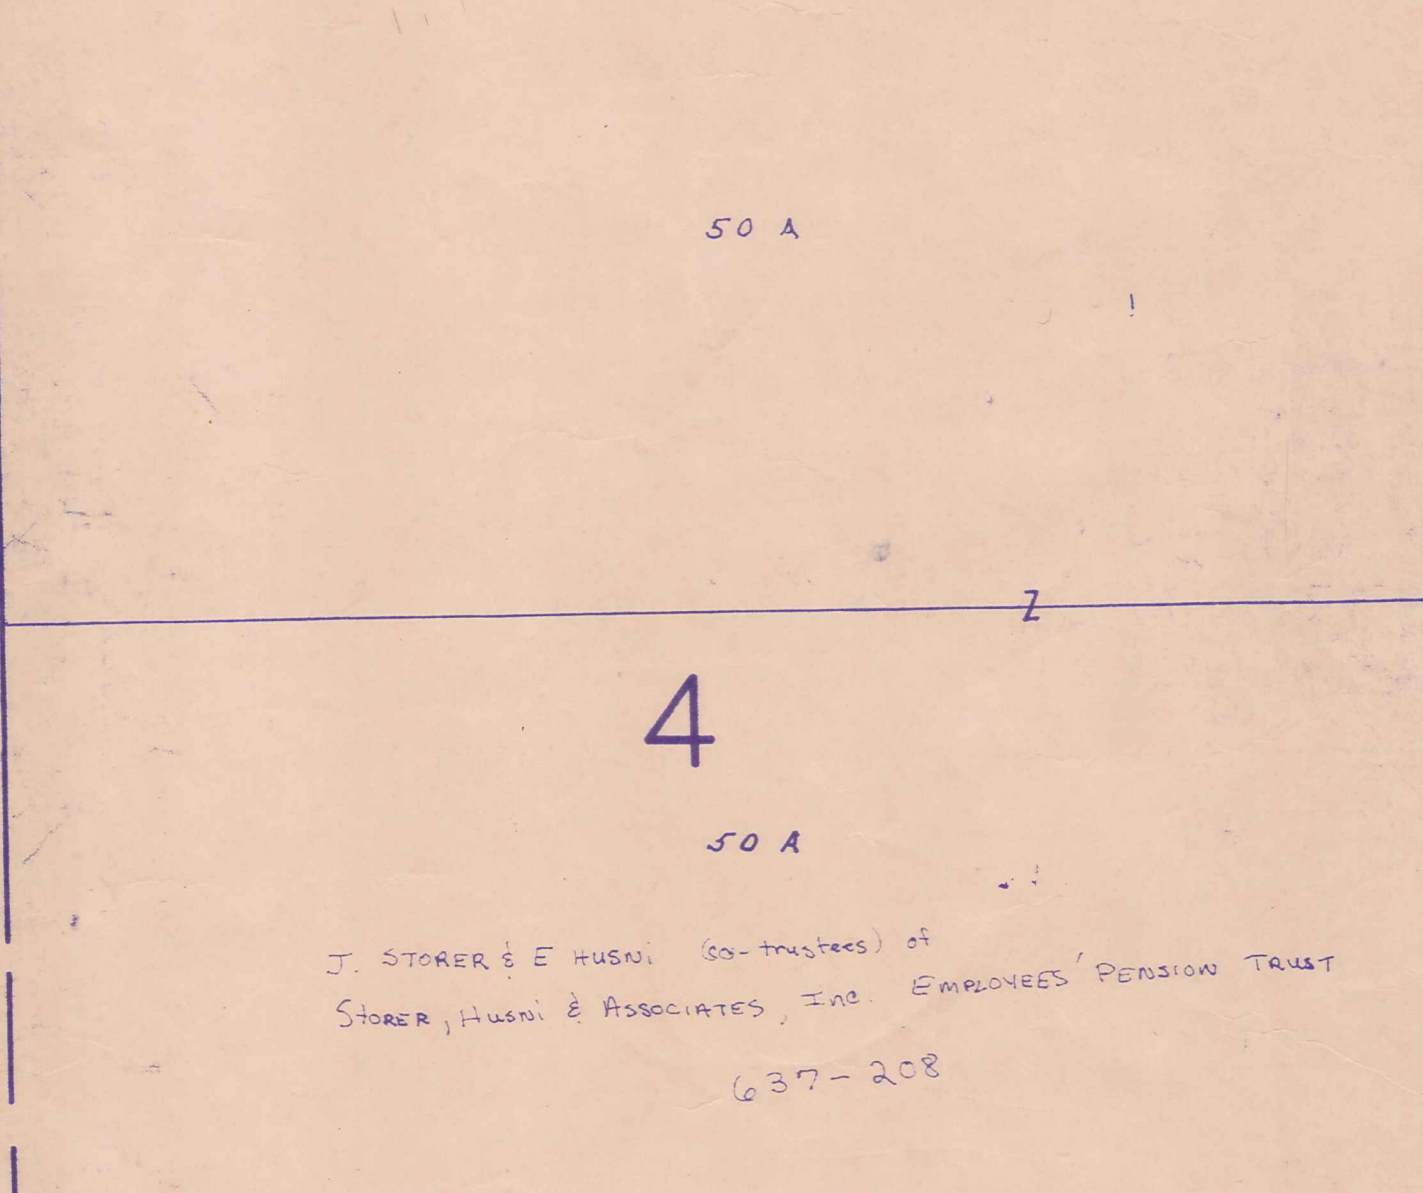 50 A
4
50 A
J. STORER & E HUSNi (co-trustees) of
STORER, HUSNi & ASSOCIATES, Inc. EMPLOYEES' PENSION TRUST
637-208